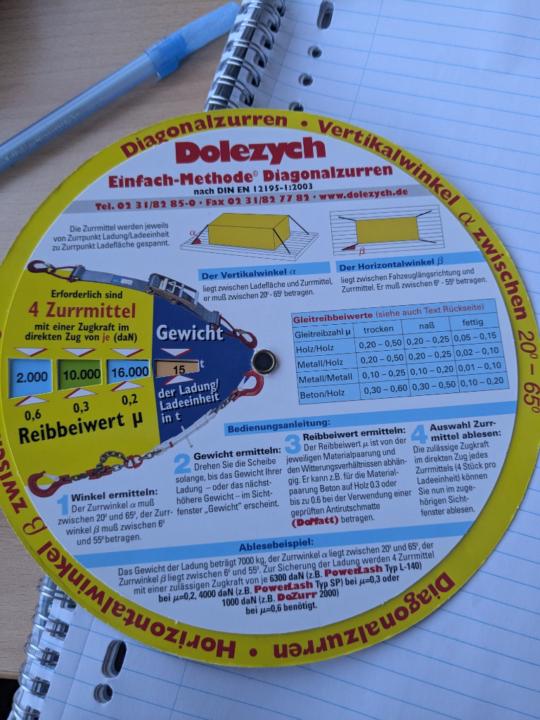 Diagonalzurren • Vertikalwinkel α zwischen 20° - 65°
Dolezych
Einfach-Methode® Diagonalzurren
nach DIN EN 12195-1:2003
Tel. 02 31/82 85-0 • Fax 02 31/82 77 82 • www.dolezych.de
Die Zurrmittel werden jeweils
von Zurrpunkt Ladung/Ladeeinheit
zu Zurrpunkt Ladefläche gespannt.
α
β
Der Vertikalwinkel α
liegt zwischen Ladefläche und Zurrmittel,
er muß zwischen 20° - 65° betragen.
Der Horizontalwinkel β
liegt zwischen Fahrzeuglängsrichtung und
Zurrmittel. Er muß zwischen 6° - 55° betragen.
Erforderlich sind
4 Zurrmittel
mit einer Zugkraft im
direkten Zug von je (daN)
2.000 10.000 16.000
0,6 0,3 0,2
Reibbeiwert µ
Gewicht
15 t
der Ladung/
Ladeeinheit
in t
Gleitreibbeiwerte (siehe auch Text Rückseite)
Gleitreibzahl µ trocken naß fettig
Holz/Holz 0,20 – 0,50 0,20 – 0,25 0,05 – 0,15
Metall/Holz 0,20 – 0,50 0,20 – 0,25 0,02 – 0,10
Metall/Metall 0,10 – 0,25 0,10 – 0,20 0,01 – 0,10
Beton/Holz 0,30 – 0,60 0,30 – 0,50 0,10 – 0,20
Bedienungsanleitung:
1 Winkel ermitteln:
Der Zurrwinkel α muß
zwischen 20° und 65°, der Zurr-
winkel β muß zwischen 6°
und 55° betragen.
2 Gewicht ermitteln:
Drehen Sie die Scheibe
solange, bis das Gewicht Ihrer
Ladung – oder das nächst-
höhere Gewicht – im Sicht-
fenster „Gewicht“ erscheint.
3 Reibbeiwert ermitteln:
Der Reibbeiwert µ ist von der
jeweiligen Materialpaarung und
den Witterungsverhältnissen abhän-
gig. Er kann z.B. für die Material-
paarung Beton auf Holz 0.3 oder
bis zu 0.6 bei der Verwendung einer
geprüften Antirutschmatte
(DoMatt) betragen.
4 Auswahl Zurr-
mittel ablesen:
Die zulässige Zugkraft
im direkten Zug jedes
Zurrmittels (4 Stück pro
Ladeeinheit) können
Sie nun im zuge-
hörigen Sicht-
fenster ablesen.
Ablesebeispiel:
Das Gewicht der Ladung beträgt 7000 kg, der Zurrwinkel α liegt zwischen 20° und 65°, der
Zurrwinkel β liegt zwischen 6° und 55°. Zur Sicherung der Ladung werden 4 Zurrmittel
mit einer zulässigen Zugkraft von je 6300 daN (z.B. PowerLash Typ L-140)
bei µ=0,2, 4000 daN (z.B. PowerLash Typ SP) bei µ=0,3 oder
1000 daN (z.B. DoZurr 2000)
bei µ=0,6 benötigt.
Diagonalzurren • Horizontalwinkel β zwisc